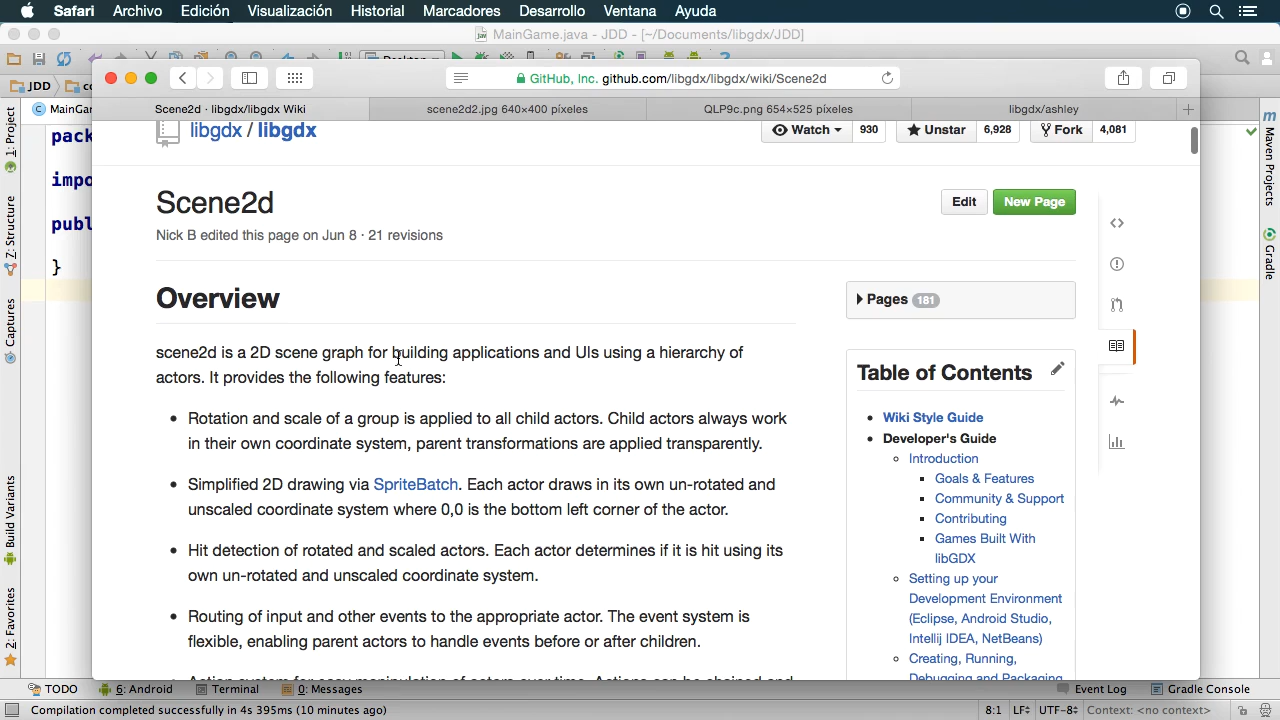 Safari Archivo Edición Visualización Historial Marcadores Desarrollo Ventana Ayuda
MainGame.java - JDD - [~/Documents/libgdx/JDD]
GitHub, Inc. github.com/libgdx/libgdx/wiki/Scene2d
JDD
Scene2d · libgdx/libgdx Wiki
scene2d2.jpg 640×400 píxeles
QLP9c.png 654×525 píxeles
libgdx/ashley
MainGar
libgdx / libgdx
Watch 930
Unstar 6,928
Fork 4,081
pack
impo
publ
}
1: Project
Z: Structure
Captures
Build Variants
2: Favorites
Maven Projects
Gradle
Scene2d
Edit
New Page
Nick B edited this page on Jun 8 · 21 revisions
Overview
scene2d is a 2D scene graph for building applications and UIs using a hierarchy of
actors. It provides the following features:
• Rotation and scale of a group is applied to all child actors. Child actors always work
in their own coordinate system, parent transformations are applied transparently.
• Simplified 2D drawing via SpriteBatch. Each actor draws in its own un-rotated and
unscaled coordinate system where 0,0 is the bottom left corner of the actor.
• Hit detection of rotated and scaled actors. Each actor determines if it is hit using its
own un-rotated and unscaled coordinate system.
• Routing of input and other events to the appropriate actor. The event system is
flexible, enabling parent actors to handle events before or after children.
Pages 181
Table of Contents
Wiki Style Guide
Developer's Guide
Introduction
Goals & Features
Community & Support
Contributing
Games Built With
libGDX
Setting up your
Development Environment
(Eclipse, Android Studio,
Intellij IDEA, NetBeans)
Creating, Running,
Debugging and Packaging
TODO
6: Android
Terminal
0: Messages
Event Log
Gradle Console
Compilation completed successfully in 4s 395ms (10 minutes ago)
8:1
LF
UTF-8
Context: <no context>